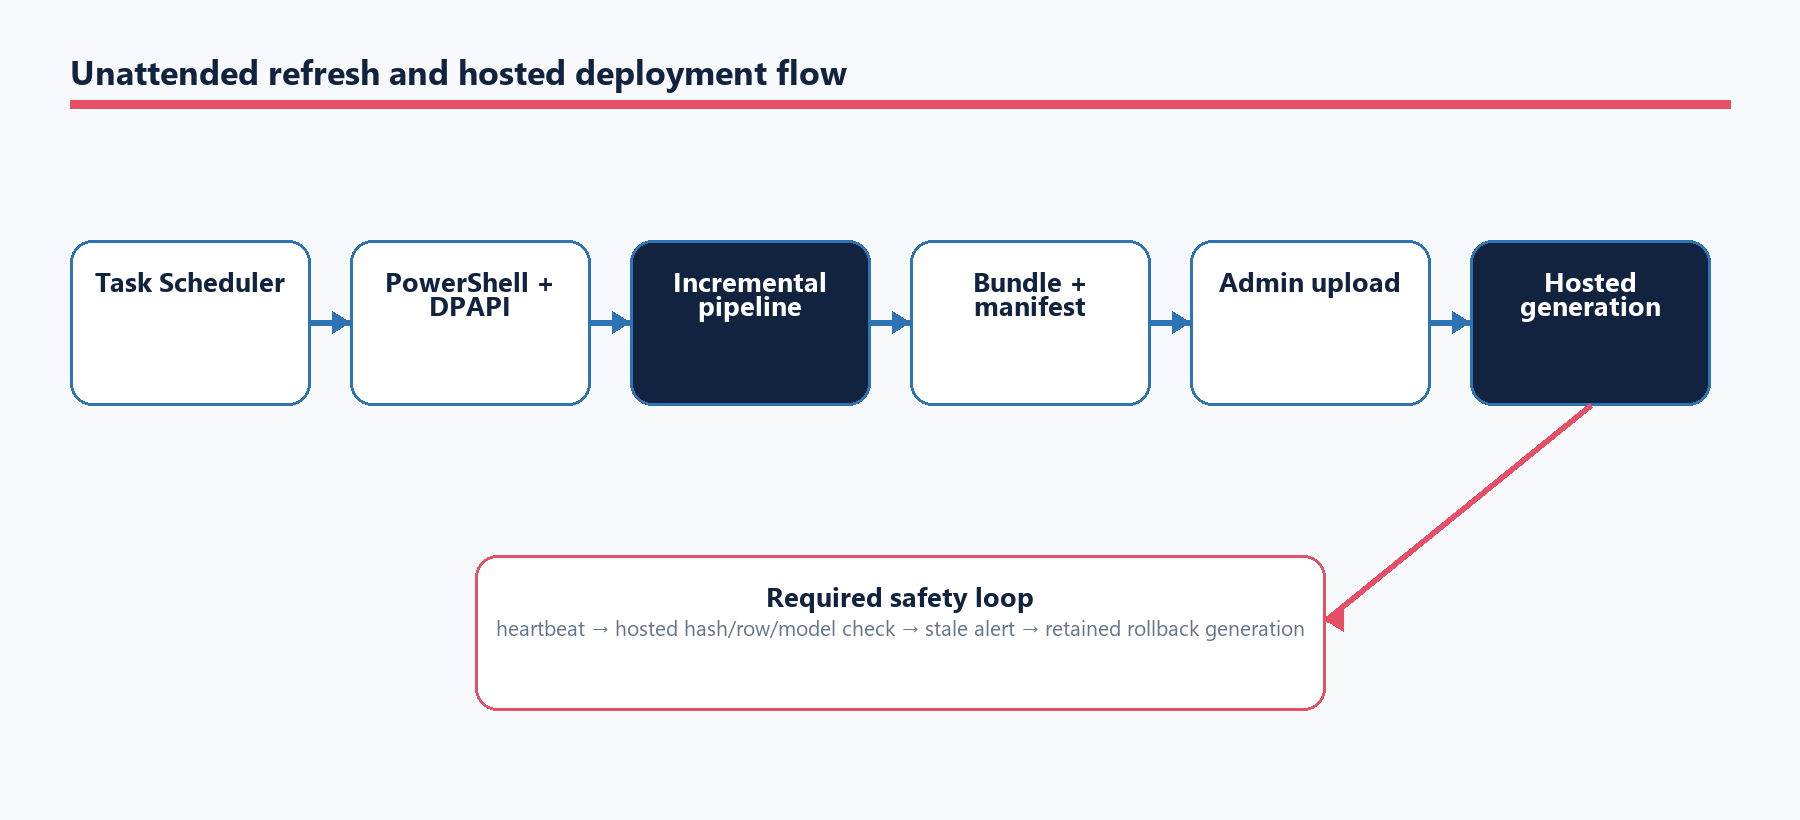 Unattended refresh and hosted deployment flow
Task Scheduler
PowerShell +
DPAPI
Incremental
pipeline
Bundle +
manifest
Admin upload
Hosted
generation
Required safety loop
heartbeat → hosted hash/row/model check → stale alert → retained rollback generation